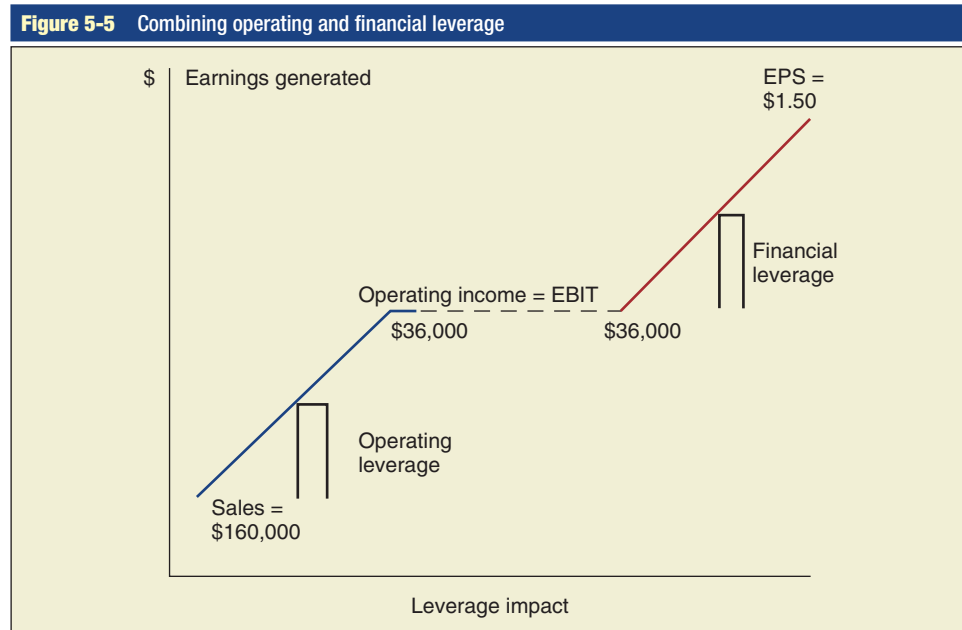 Figure 5-5 Combining operating and financial leverage
$ Earnings generated
EPS =
$1.50
Financial
leverage
Operating income = EBIT
$36,000 $36,000
Operating
leverage
Sales =
$160,000
Leverage impact